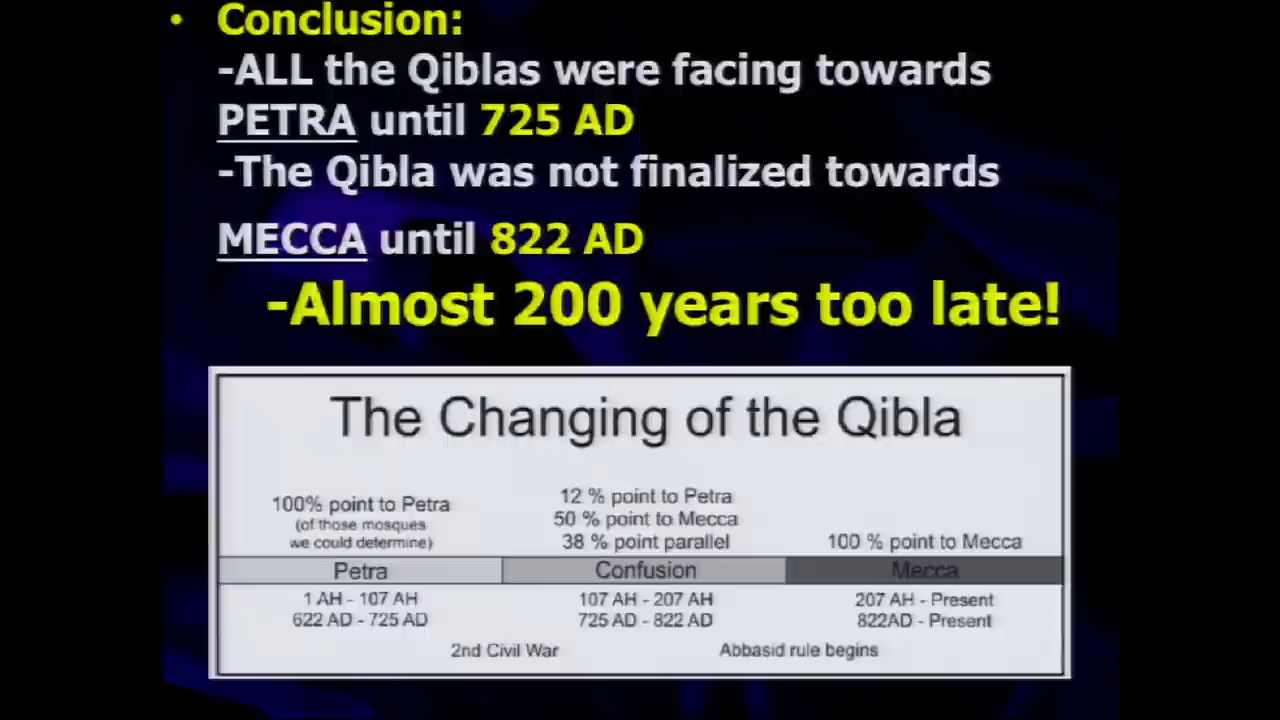 • Conclusion:
-ALL the Qiblas were facing towards
PETRA until 725 AD
-The Qibla was not finalized towards
MECCA until 822 AD
-Almost 200 years too late!
The Changing of the Qibla
100% point to Petra
(of those mosques
we could determine)
12 % point to Petra
50 % point to Mecca
38 % point parallel
100 % point to Mecca
Petra Confusion Mecca
1 AH - 107 AH 107 AH - 207 AH 207 AH - Present
622 AD - 725 AD 725 AD - 822 AD 822AD - Present
2nd Civil War Abbasid rule begins